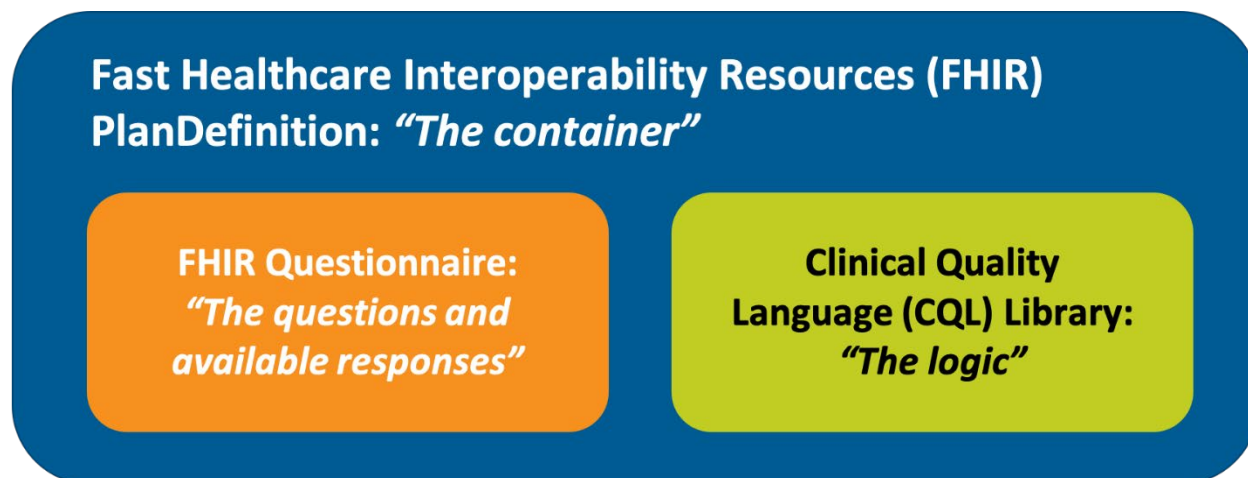 Fast Healthcare Interoperability Resources (FHIR)
PlanDefinition: “The container”
FHIR Questionnaire:
“The questions and
available responses”
Clinical Quality
Language (CQL) Library:
“The logic”